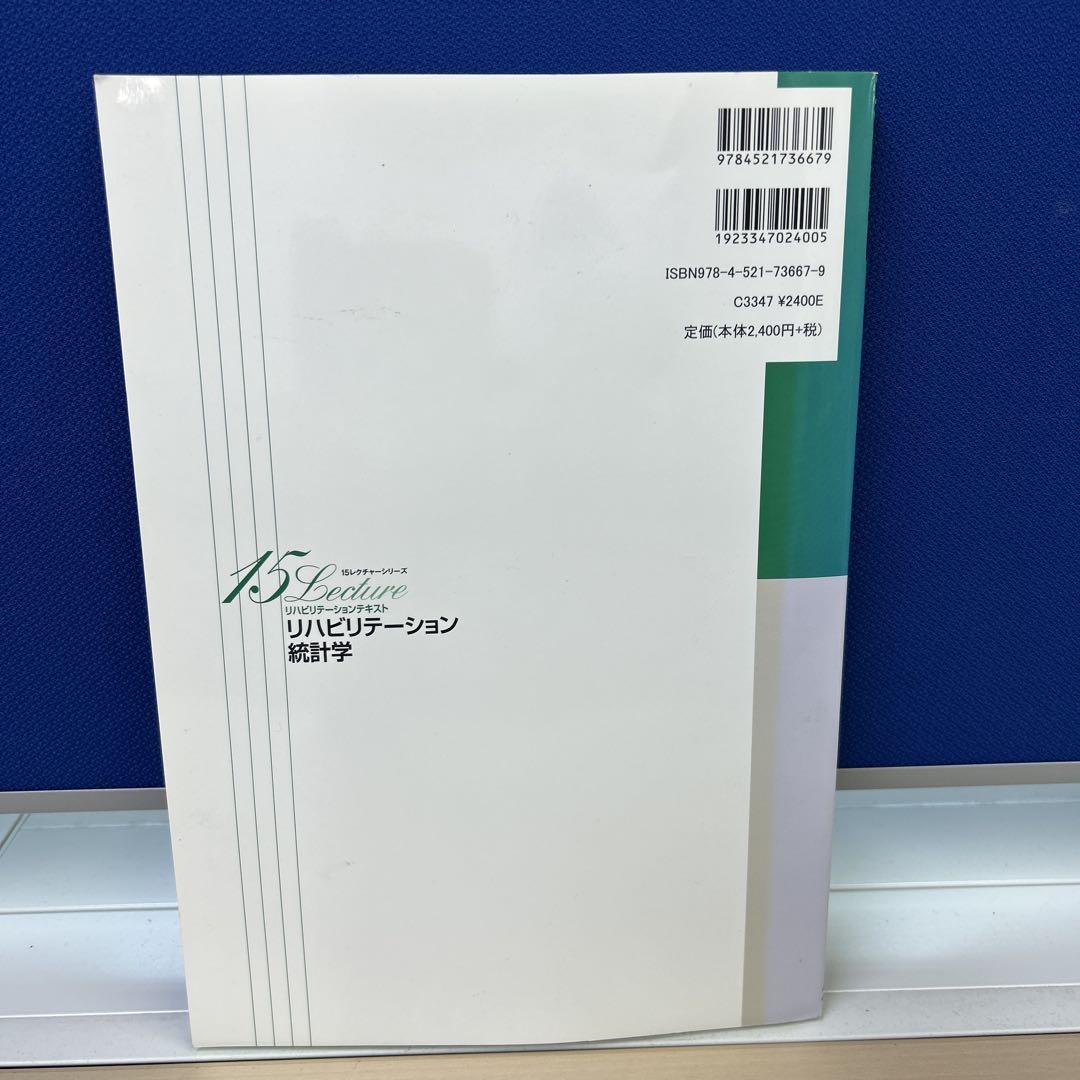 9784521736679
1923347024005
ISBN978-4-521-73667-9
C3347 ¥2400E
定価(本体2,400円+税)
15レクチャーシリーズ
15 Lecture
リハビリテーションテキスト
リハビリテーション
統計学